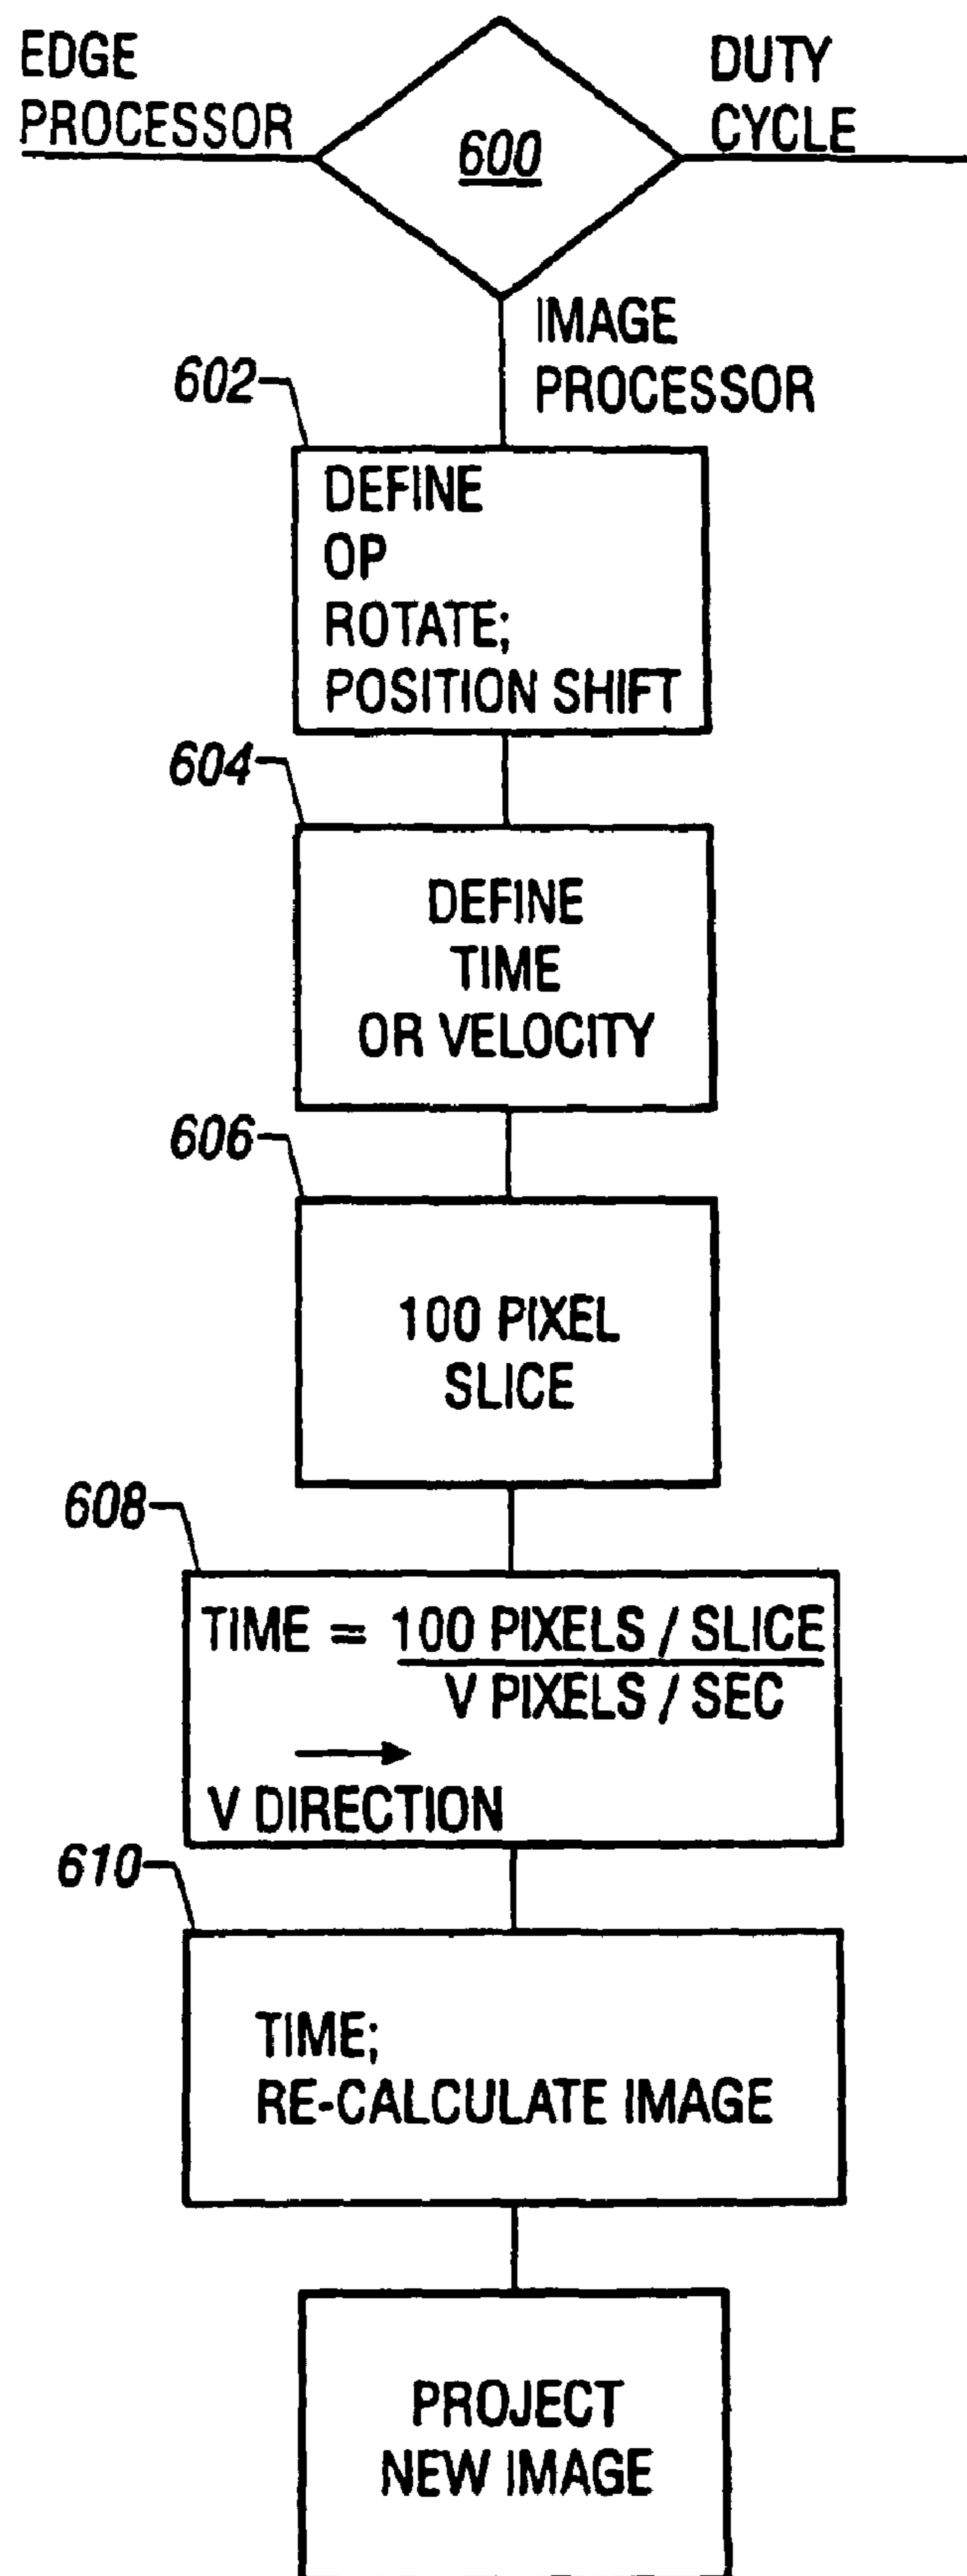 EDGE
PROCESSOR
600
DUTY
CYCLE
IMAGE
PROCESSOR
602
DEFINE
OP
ROTATE;
POSITION SHIFT
604
DEFINE
TIME
OR VELOCITY
606
100 PIXEL
SLICE
608
TIME = 100 PIXELS / SLICE
V PIXELS / SEC
V DIRECTION
610
TIME;
RE-CALCULATE IMAGE
PROJECT
NEW IMAGE